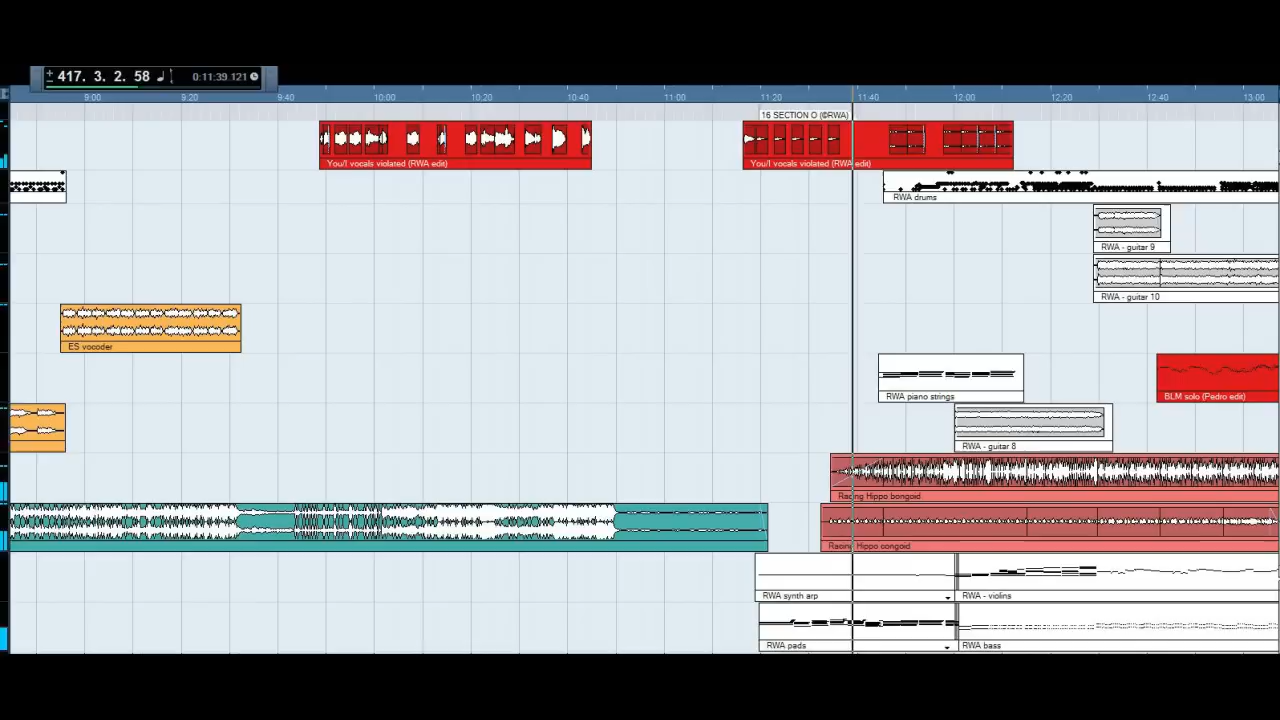 417. 3. 2. 58
0:11:39.121
9:00 9:20 9:40 10:00 10:20 10:40 11:00 11:20 11:40 12:00 12:20 12:40 13:00
16 SECTION O (©RWA)
You/I vocals violated (RWA edit)
You/I vocals violated (RWA edit)
RWA drums
RWA - guitar 9
RWA - guitar 10
ES vocoder
RWA piano strings
BLM solo (Pedro edit)
RWA - guitar 8
Racing Hippo bongoid
Racing Hippo congoid
RWA synth arp
RWA - violins
RWA pads
RWA bass